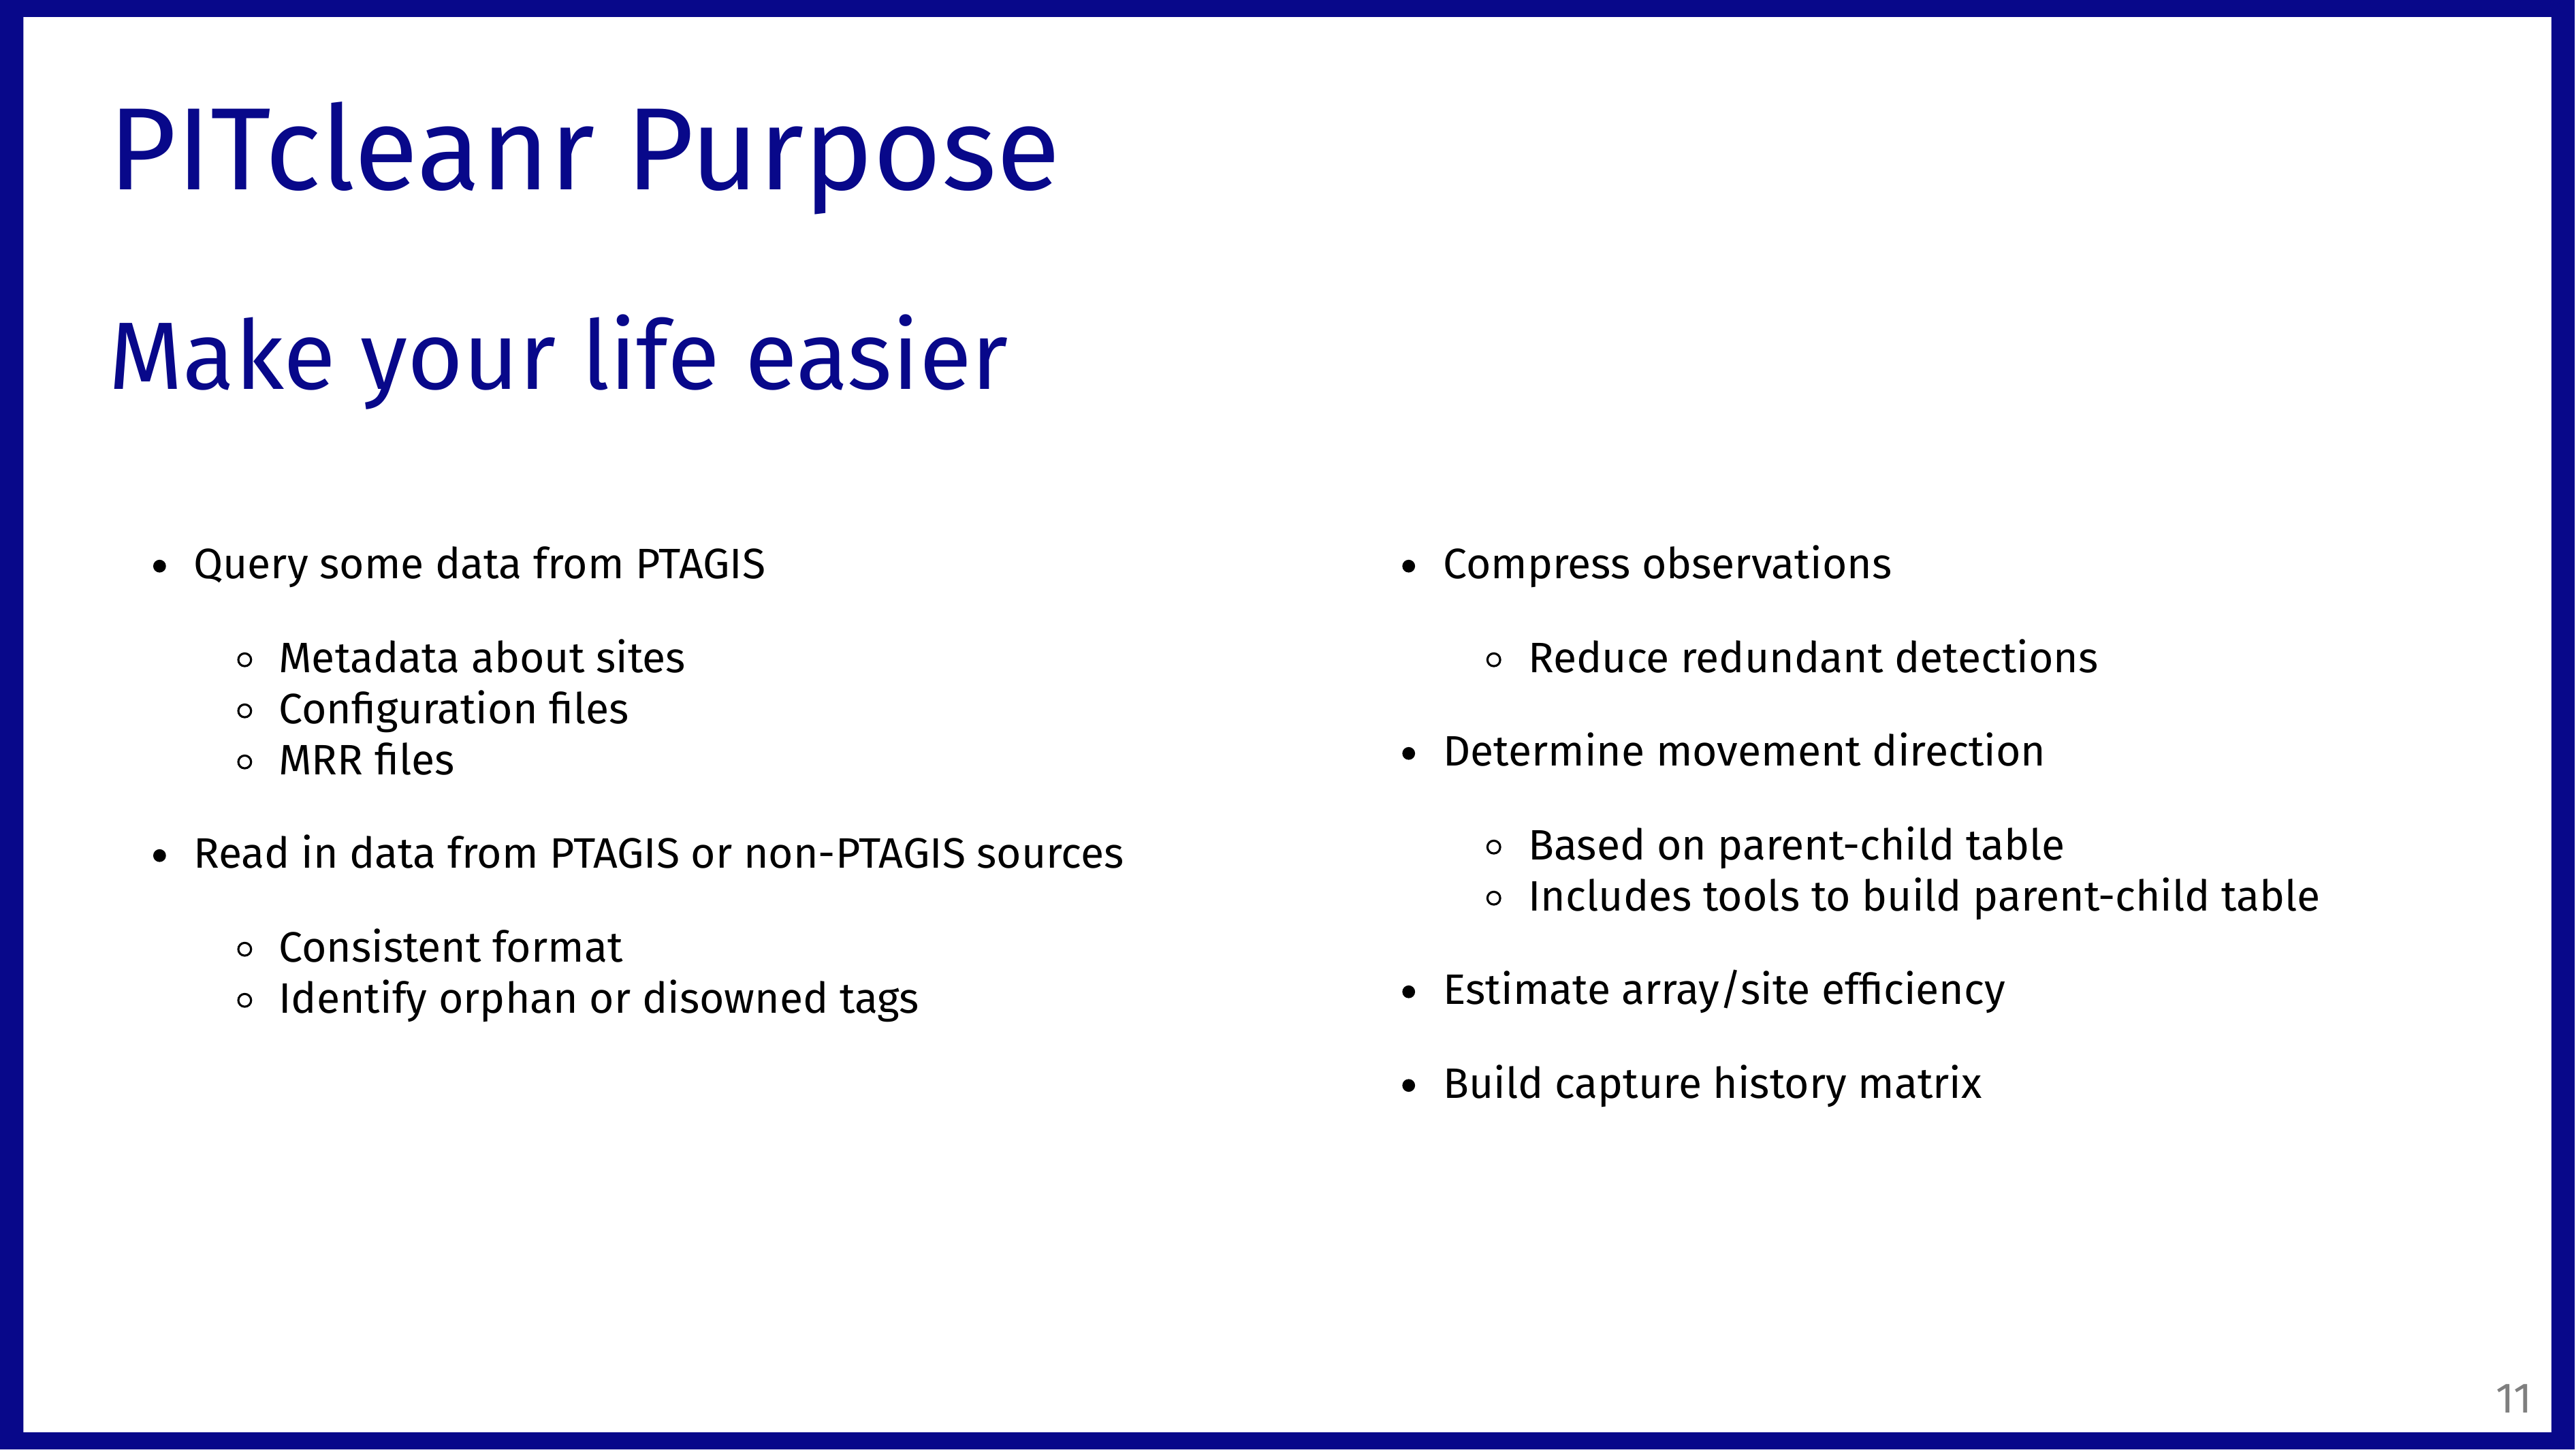 PITcleanr Purpose
Make your life easier
• Query some data from PTAGIS
◦ Metadata about sites
◦ Configuration files
◦ MRR files
• Read in data from PTAGIS or non-PTAGIS sources
◦ Consistent format
◦ Identify orphan or disowned tags
• Compress observations
◦ Reduce redundant detections
• Determine movement direction
◦ Based on parent-child table
◦ Includes tools to build parent-child table
• Estimate array/site efficiency
• Build capture history matrix
11